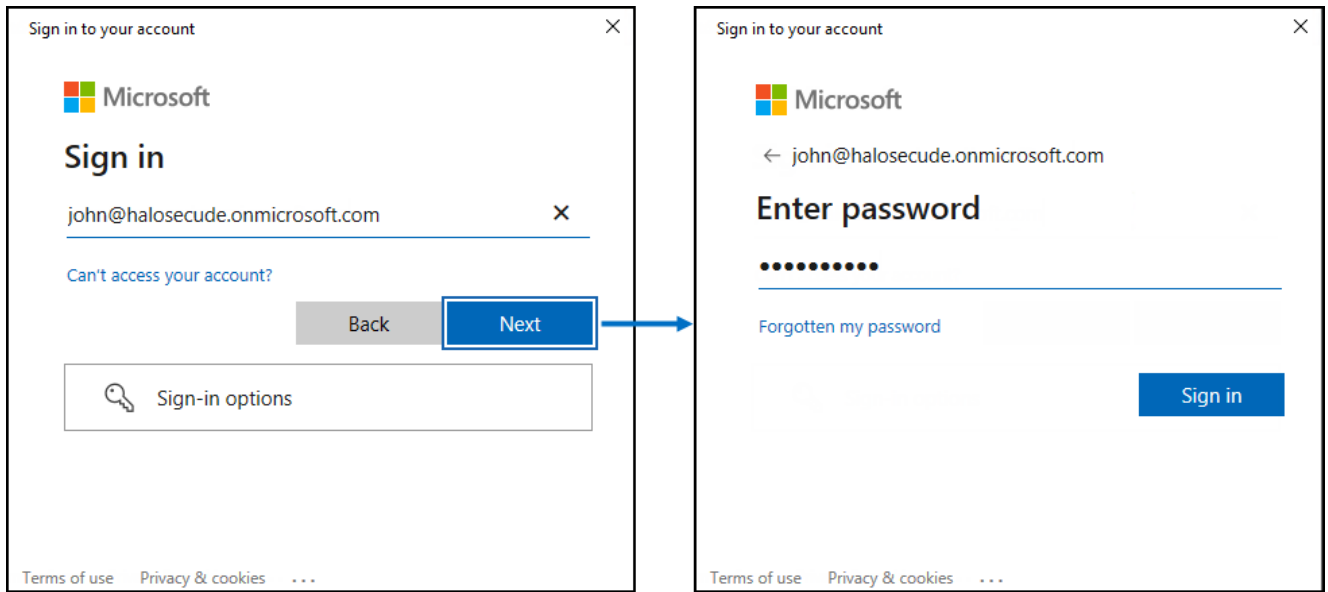 Sign in to your account
Microsoft
Sign in
john@halosecude.onmicrosoft.com
Can't access your account?
Back Next
Sign-in options
Terms of use Privacy & cookies ...
Sign in to your account
Microsoft
john@halosecude.onmicrosoft.com
Enter password
Forgotten my password
Sign in
Terms of use Privacy & cookies ...